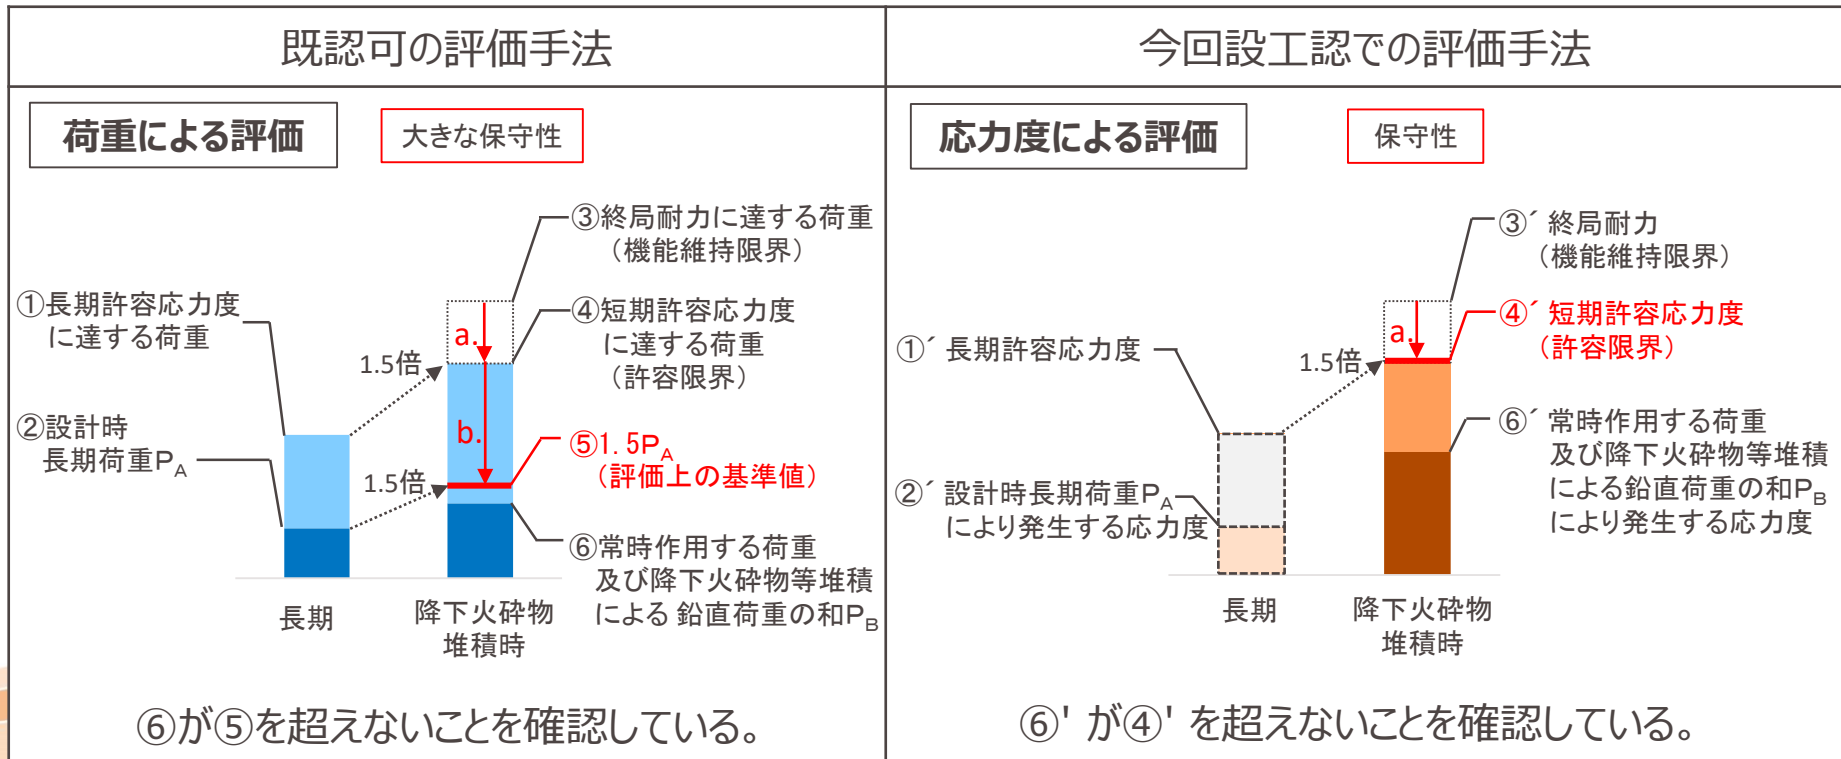 既認可の評価手法
今回設工認での評価手法
荷重による評価
大きな保守性
③終局耐力に達する荷重
（機能維持限界）
①長期許容応力度
に達する荷重
a.
④短期許容応力度
に達する荷重
（許容限界）
1.5倍
②設計時
長期荷重PA
b.
⑤1.5PA
（評価上の基準値）
1.5倍
⑥常時作用する荷重
及び降下火砕物等堆積
による 鉛直荷重の和PB
長期
降下火砕物
堆積時
⑥が⑤を超えないことを確認している。
応力度による評価
保守性
③´ 終局耐力
（機能維持限界）
a.
④´ 短期許容応力度
（許容限界）
①´ 長期許容応力度
1.5倍
⑥´ 常時作用する荷重
及び降下火砕物等堆積
による鉛直荷重の和PB
により発生する応力度
②´ 設計時長期荷重PA
により発生する応力度
長期
降下火砕物
堆積時
⑥' が④' を超えないことを確認している。